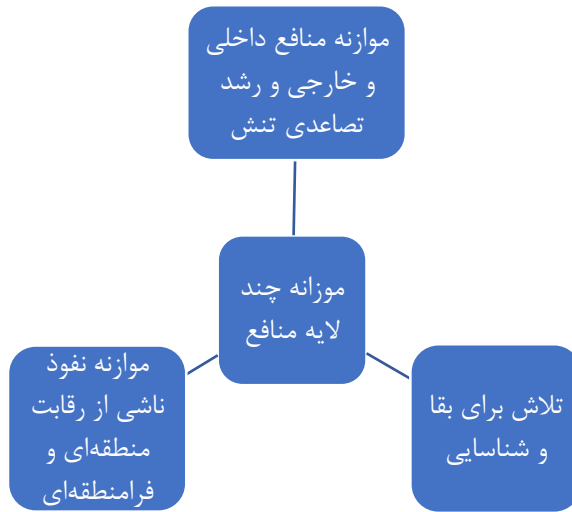 موازنه منافع داخلی
و خارجی و رشد
تصاعدی تنش
موزانه چند
لایه منافع
تلاش برای بقا
و شناسایی
موازنه نفوذ
ناشی از رقابت
منطقه‌ای و
فرامنطقه‌ای